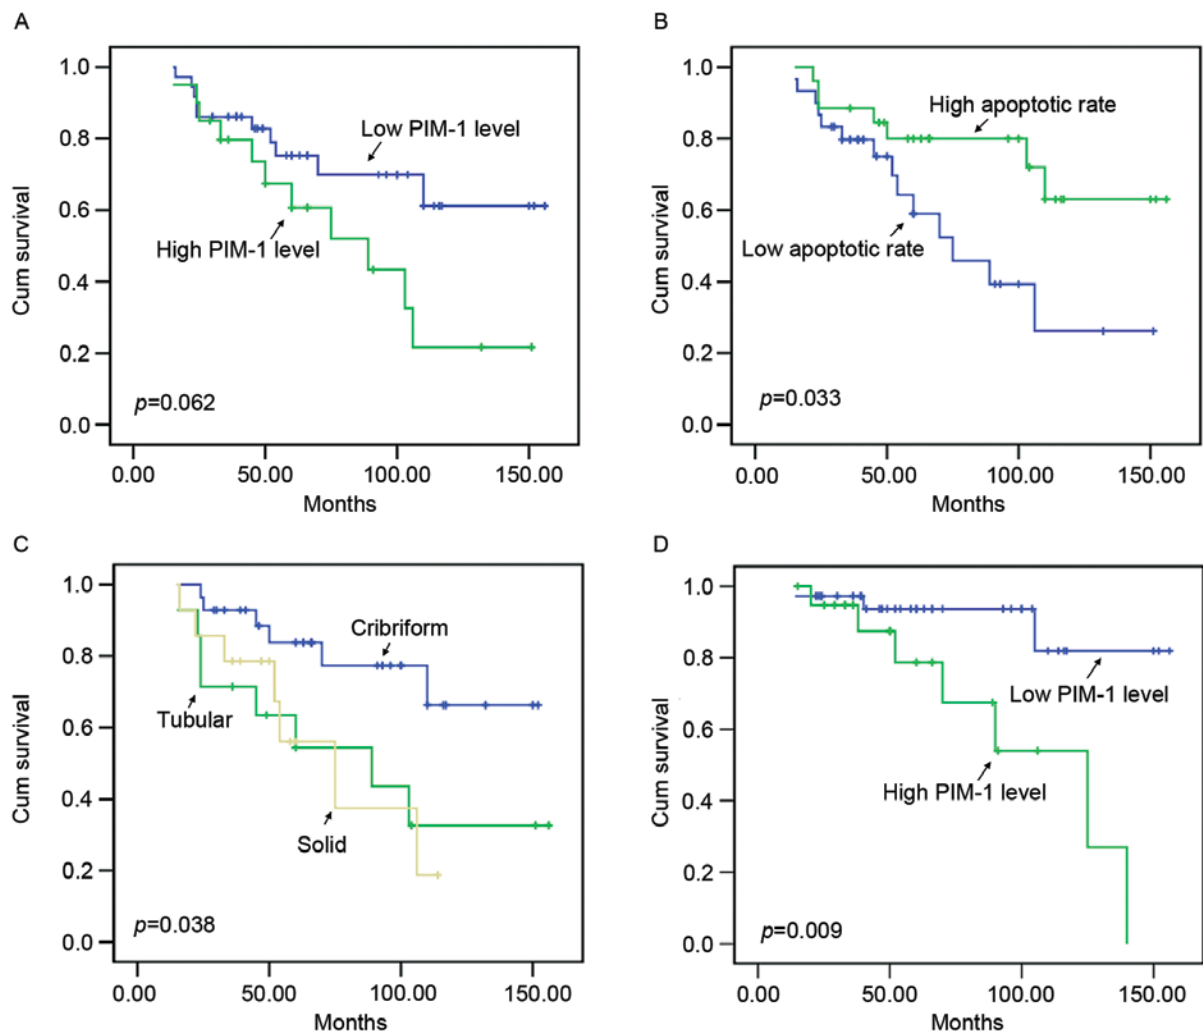 A
1.0
0.8
0.6
0.4
0.2
0.0
Cum survival
Low PIM-1 level
High PIM-1 level
p=0.062
0.00 50.00 100.00 150.00
Months
B
1.0
0.8
0.6
0.4
0.2
0.0
Cum survival
High apoptotic rate
Low apoptotic rate
p=0.033
0.00 50.00 100.00 150.00
Months
C
1.0
0.8
0.6
0.4
0.2
0.0
Cum survival
Cribriform
Tubular
Solid
p=0.038
0.00 50.00 100.00 150.00
Months
D
1.0
0.8
0.6
0.4
0.2
0.0
Cum survival
Low PIM-1 level
High PIM-1 level
p=0.009
0.00 50.00 100.00 150.00
Months